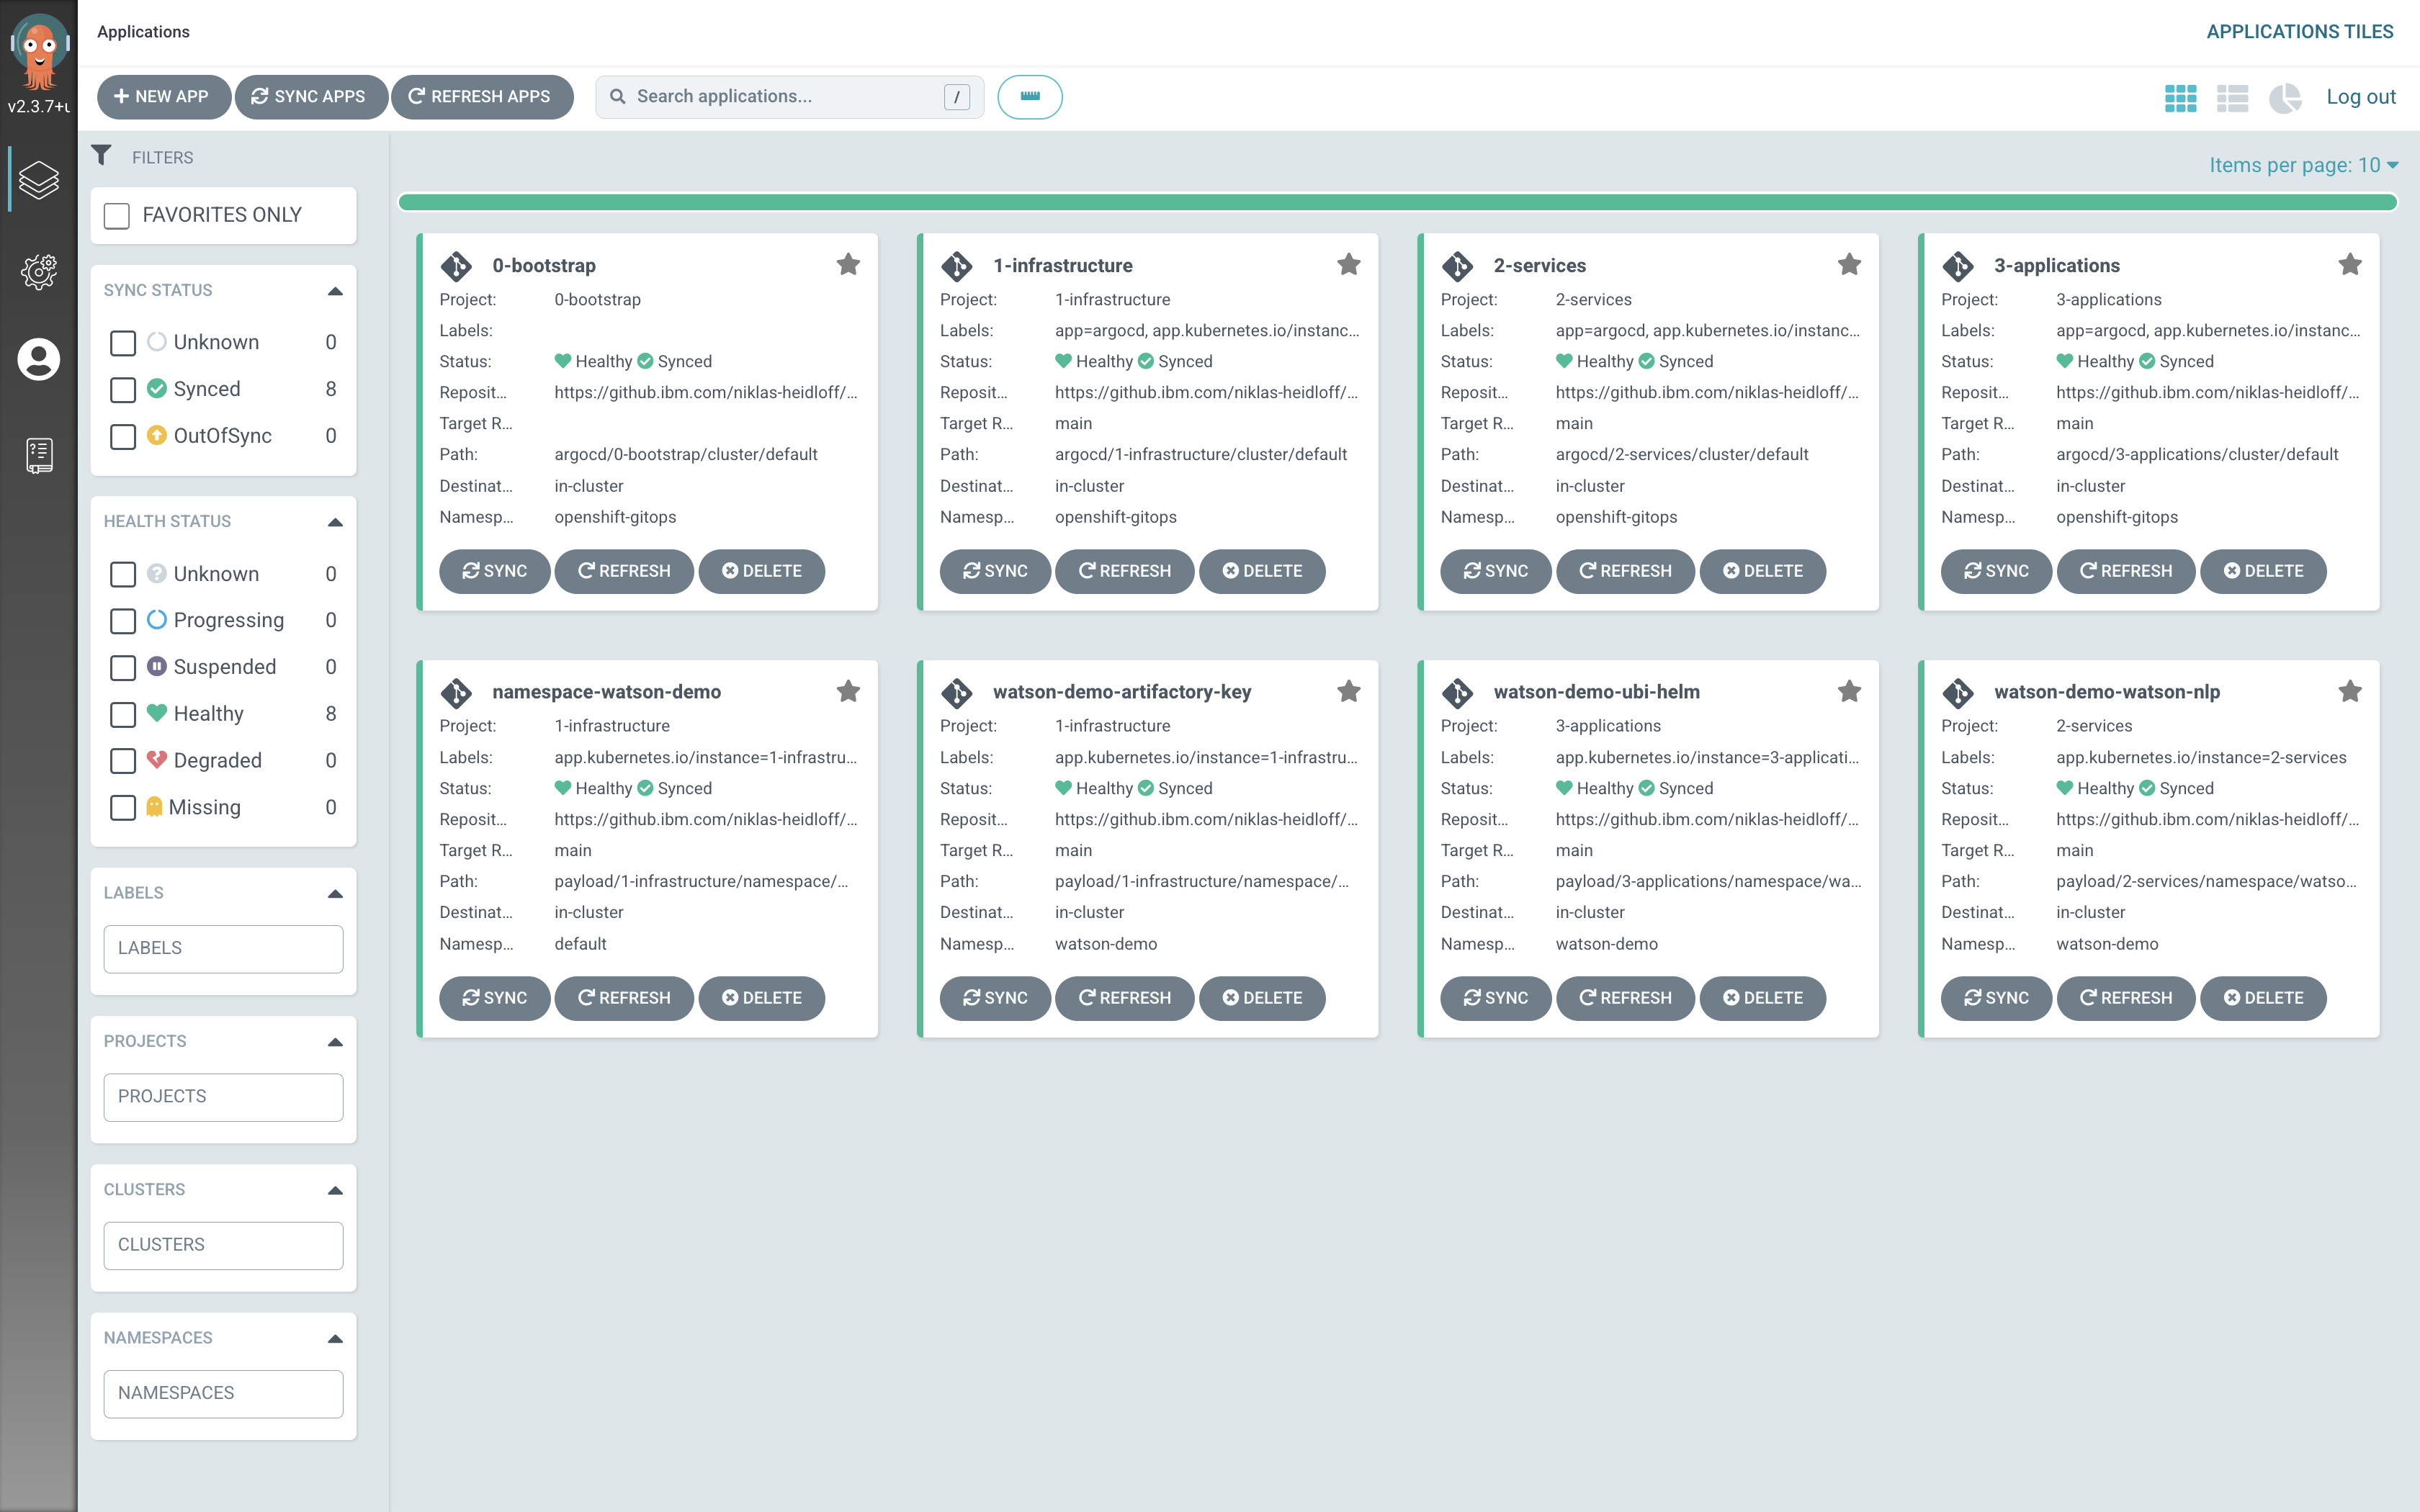 Applications
APPLICATIONS TILES
v2.3.7+u
NEW APP
SYNC APPS
REFRESH APPS
Search applications...
/
Log out
FILTERS
FAVORITES ONLY
SYNC STATUS
Unknown 0
Synced 8
OutOfSync 0
HEALTH STATUS
Unknown 0
Progressing 0
Suspended 0
Healthy 8
Degraded 0
Missing 0
LABELS
LABELS
PROJECTS
PROJECTS
CLUSTERS
CLUSTERS
NAMESPACES
NAMESPACES
Items per page: 10
0-bootstrap
Project: 0-bootstrap
Labels:
Status: Healthy Synced
Reposit... https://github.ibm.com/niklas-heidloff/...
Target R...
Path: argocd/0-bootstrap/cluster/default
Destinat... in-cluster
Namesp... openshift-gitops
SYNC REFRESH DELETE
1-infrastructure
Project: 1-infrastructure
Labels: app=argocd, app.kubernetes.io/instanc...
Status: Healthy Synced
Reposit... https://github.ibm.com/niklas-heidloff/...
Target R... main
Path: argocd/1-infrastructure/cluster/default
Destinat... in-cluster
Namesp... openshift-gitops
SYNC REFRESH DELETE
2-services
Project: 2-services
Labels: app=argocd, app.kubernetes.io/instanc...
Status: Healthy Synced
Reposit... https://github.ibm.com/niklas-heidloff/...
Target R... main
Path: argocd/2-services/cluster/default
Destinat... in-cluster
Namesp... openshift-gitops
SYNC REFRESH DELETE
3-applications
Project: 3-applications
Labels: app=argocd, app.kubernetes.io/instanc...
Status: Healthy Synced
Reposit... https://github.ibm.com/niklas-heidloff/...
Target R... main
Path: argocd/3-applications/cluster/default
Destinat... in-cluster
Namesp... openshift-gitops
SYNC REFRESH DELETE
namespace-watson-demo
Project: 1-infrastructure
Labels: app.kubernetes.io/instance=1-infrastru...
Status: Healthy Synced
Reposit... https://github.ibm.com/niklas-heidloff/...
Target R... main
Path: payload/1-infrastructure/namespace/...
Destinat... in-cluster
Namesp... default
SYNC REFRESH DELETE
watson-demo-artifactory-key
Project: 1-infrastructure
Labels: app.kubernetes.io/instance=1-infrastru...
Status: Healthy Synced
Reposit... https://github.ibm.com/niklas-heidloff/...
Target R... main
Path: payload/1-infrastructure/namespace/...
Destinat... in-cluster
Namesp... watson-demo
SYNC REFRESH DELETE
watson-demo-ubi-helm
Project: 3-applications
Labels: app.kubernetes.io/instance=3-applicati...
Status: Healthy Synced
Reposit... https://github.ibm.com/niklas-heidloff/...
Target R... main
Path: payload/3-applications/namespace/wa...
Destinat... in-cluster
Namesp... watson-demo
SYNC REFRESH DELETE
watson-demo-watson-nlp
Project: 2-services
Labels: app.kubernetes.io/instance=2-services
Status: Healthy Synced
Reposit... https://github.ibm.com/niklas-heidloff/...
Target R... main
Path: payload/2-services/namespace/watso...
Destinat... in-cluster
Namesp... watson-demo
SYNC REFRESH DELETE